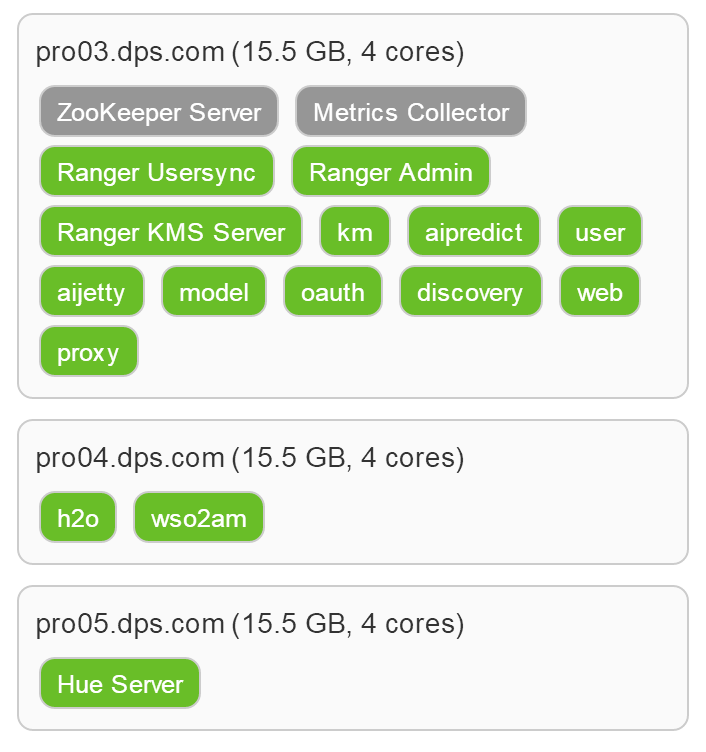 pro03.dps.com (15.5 GB, 4 cores)
ZooKeeper Server Metrics Collector
Ranger Usersync Ranger Admin
Ranger KMS Server km aipredict user
aijetty model oauth discovery web
proxy
pro04.dps.com (15.5 GB, 4 cores)
h2o wso2am
pro05.dps.com (15.5 GB, 4 cores)
Hue Server